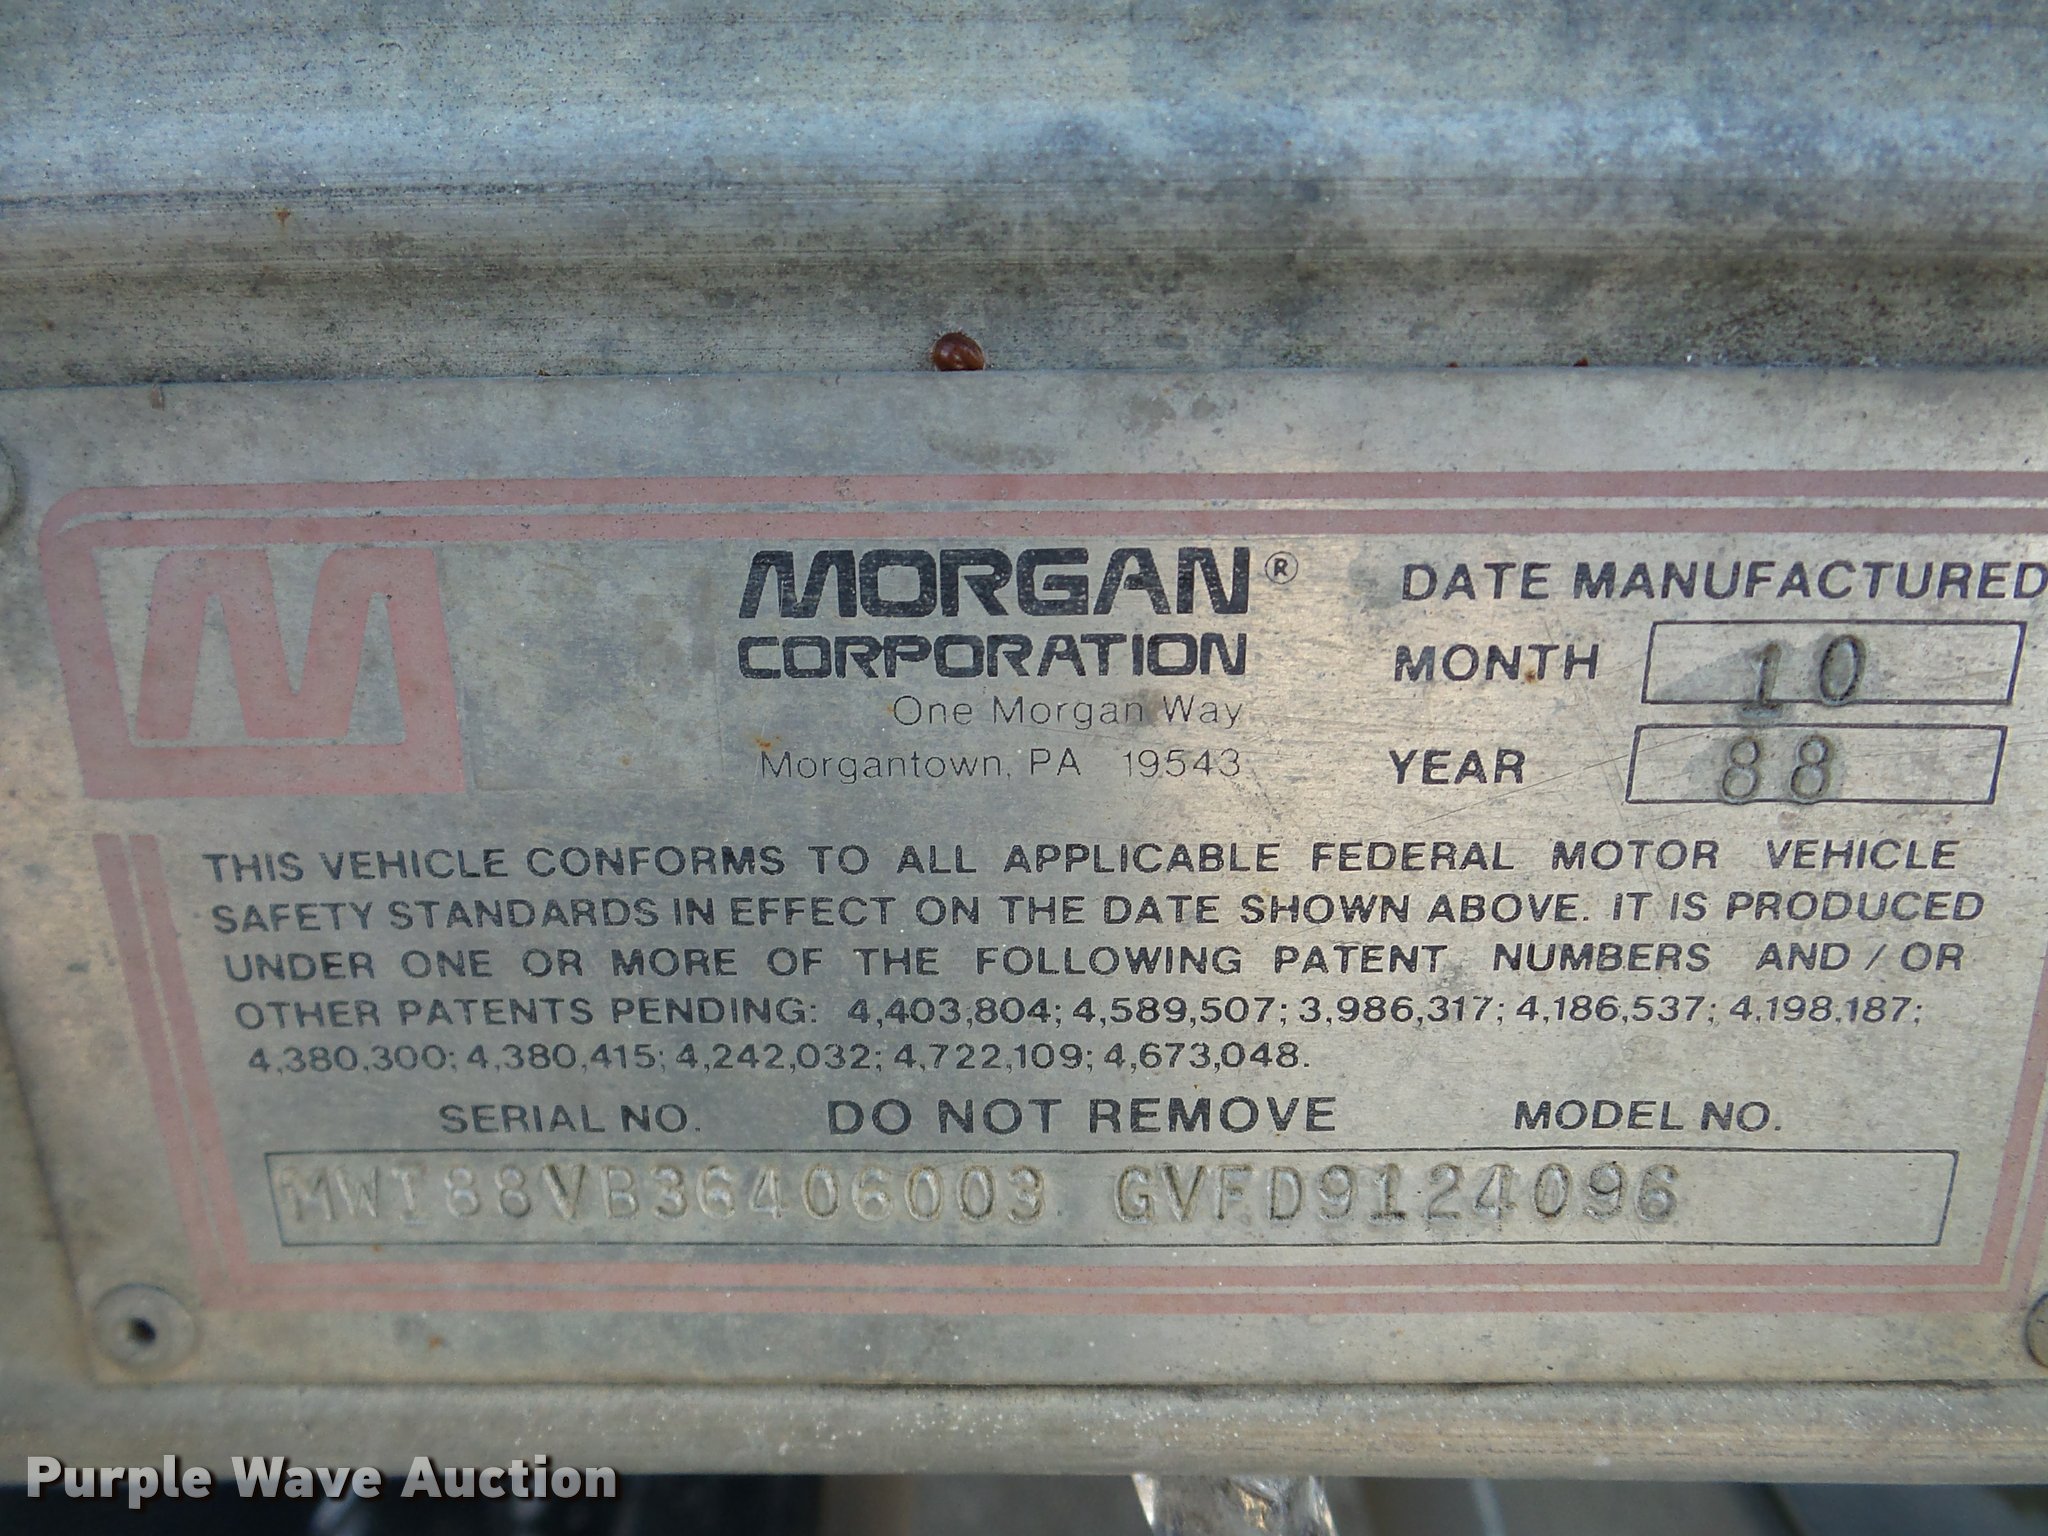 MORGAN®
CORPORATION
One Morgan Way
Morgantown, PA 19543
DATE MANUFACTURED
MONTH 10
YEAR 88
THIS VEHICLE CONFORMS TO ALL APPLICABLE FEDERAL MOTOR VEHICLE
SAFETY STANDARDS IN EFFECT ON THE DATE SHOWN ABOVE. IT IS PRODUCED
UNDER ONE OR MORE OF THE FOLLOWING PATENT NUMBERS AND / OR
OTHER PATENTS PENDING: 4,403,804; 4,589,507; 3,986,317; 4,186,537; 4,198,187;
4,380,300; 4,380,415; 4,242,032; 4,722,109; 4,673,048.
SERIAL NO. DO NOT REMOVE MODEL NO.
MWI88VB36406003 GVFD9124096
Purple Wave Auction